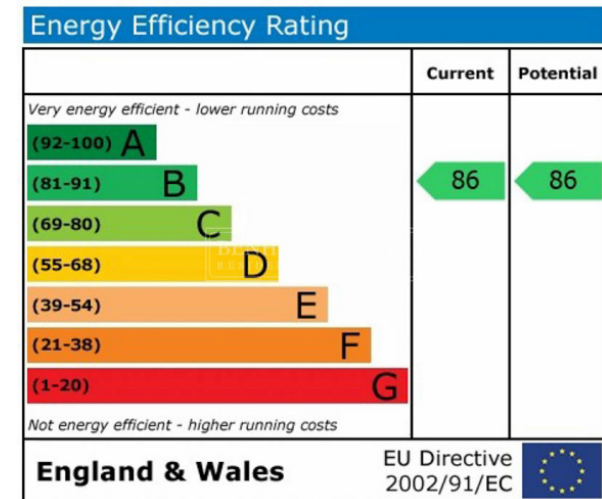 Energy Efficiency Rating
Current Potential
Very energy efficient - lower running costs
(92-100) A
(81-91) B 86 86
(69-80) C
(55-68) D
(39-54) E
(21-38) F
(1-20) G
Not energy efficient - higher running costs
England & Wales
EU Directive
2002/91/EC